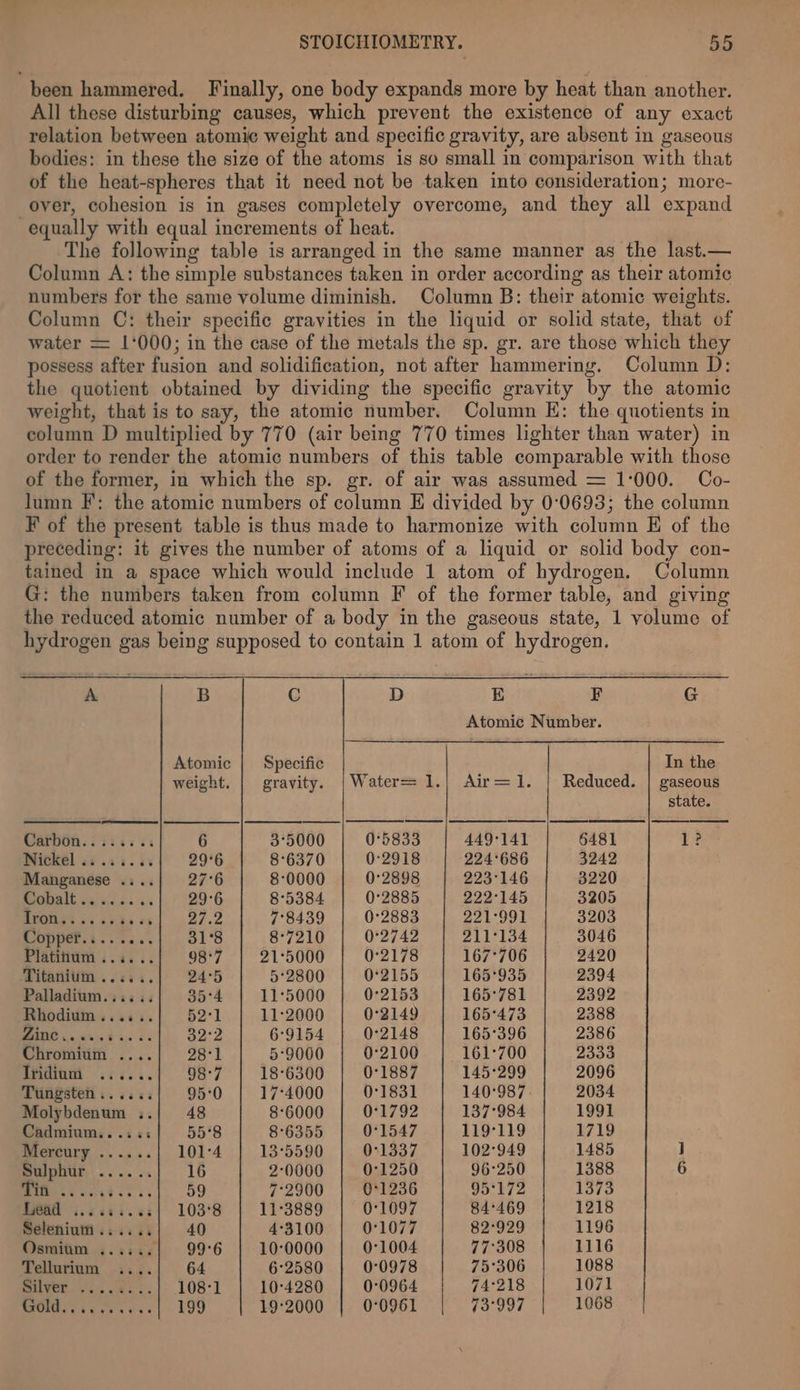 STOICHIOMETRY. 55
been hammered. Finally, one body expands more by heat than another.
All these disturbing causes, which prevent the existence of any exact
relation between atomic weight and specific gravity, are absent in gaseous
bodies: in these the size of the atoms is so small in comparison with that
of the heat-spheres that it need not be taken into consideration; more-
over, cohesion is in gases completely overcome, and they all expand
equally with equal increments of heat.
The following table is arranged in the same manner as the last.—
Column A: the simple substances taken in order according as their atomic
numbers for the same volume diminish. Column B: their atomic weights.
Column C: their specific gravities in the liquid or solid state, that of
water = 1·000; in the case of the metals the sp. gr. are those which they
possess after fusion and solidification, not after hammering. Column D:
the quotient obtained by dividing the specific gravity by the atomic
weight, that is to say, the atomic number. Column E: the quotients in
column D multiplied by 770 (air being 770 times lighter than water) in
order to render the atomic numbers of this table comparable with those
of the former, in which the sp. gr. of air was assumed = 1·000. Co-
lumn F: the atomic numbers of column E divided by 0·0693; the column
F of the present table is thus made to harmonize with column E of the
preceding: it gives the number of atoms of a liquid or solid body con-
tained in a space which would include 1 atom of hydrogen. Column
G: the numbers taken from column F of the former table, and giving
the reduced atomic number of a body in the gaseous state, 1 volume of
hydrogen gas being supposed to contain 1 atom of hydrogen.
A B C D E F G
Atomic Number.
Atomic Specific In the
weight. gravity. Water= 1. Air = 1. Reduced. gaseous
state.
Carbon....... 6 3·5000 0·5833 449·141 6481 1?
Nickel ....... 29·6 8·6370 0·2918 224·686 3242
Manganese .... 27·6 8·0000 0·2898 223·146 3220
Cobalt........ 29·6 8·5384 0·2885 222·145 3205
Iron.......... 27.2 7·8439 0·2883 221·991 3203
Copper........ 31·8 8·7210 0·2742 211·134 3046
Platinum ...... 98·7 21·5000 0·2178 167·706 2420
Titanium ...... 24·5 5·2800 0·2155 165·935 2394
Palladium...... 35·4 11·5000 0·2153 165·781 2392
Rhodium ...... 52·1 11·2000 0·2149 165·473 2388
Zinc.......... 32·2 6·9154 0·2148 165·396 2386
Chromium .... 28·1 5·9000 0·2100 161·700 2333
Iridium ...... 98·7 18·6300 0·1887 145·299 2096
Tungsten...... 95·0 17·4000 0·1831 140·987 2034
Molybdenum .. 48 8·6000 0·1792 137·984 1991
Cadmium...... 55·8 8·6355 0·1547 119·119 1719
Mercury ...... 101·4 13·5590 0·1337 102·949 1485 1
Sulphur ...... 16 2·0000 0·1250 96·250 1388 6
Tin .......... 59 7·2900 0·1236 95·172 1373
Lead ......... 103·8 11·3889 0·1097 84·469 1218
Selenium ...... 40 4·3100 0·1077 82·929 1196
Osmium ...... 99·6 10·0000 0·1004 77·308 1116
Tellurium .... 64 6·2580 0·0978 75·306 1088
Silver ........ 108·1 10·4280 0·0964 74·218 1071
Gold.......... 199 19·2000 0·0961 73·997 1068